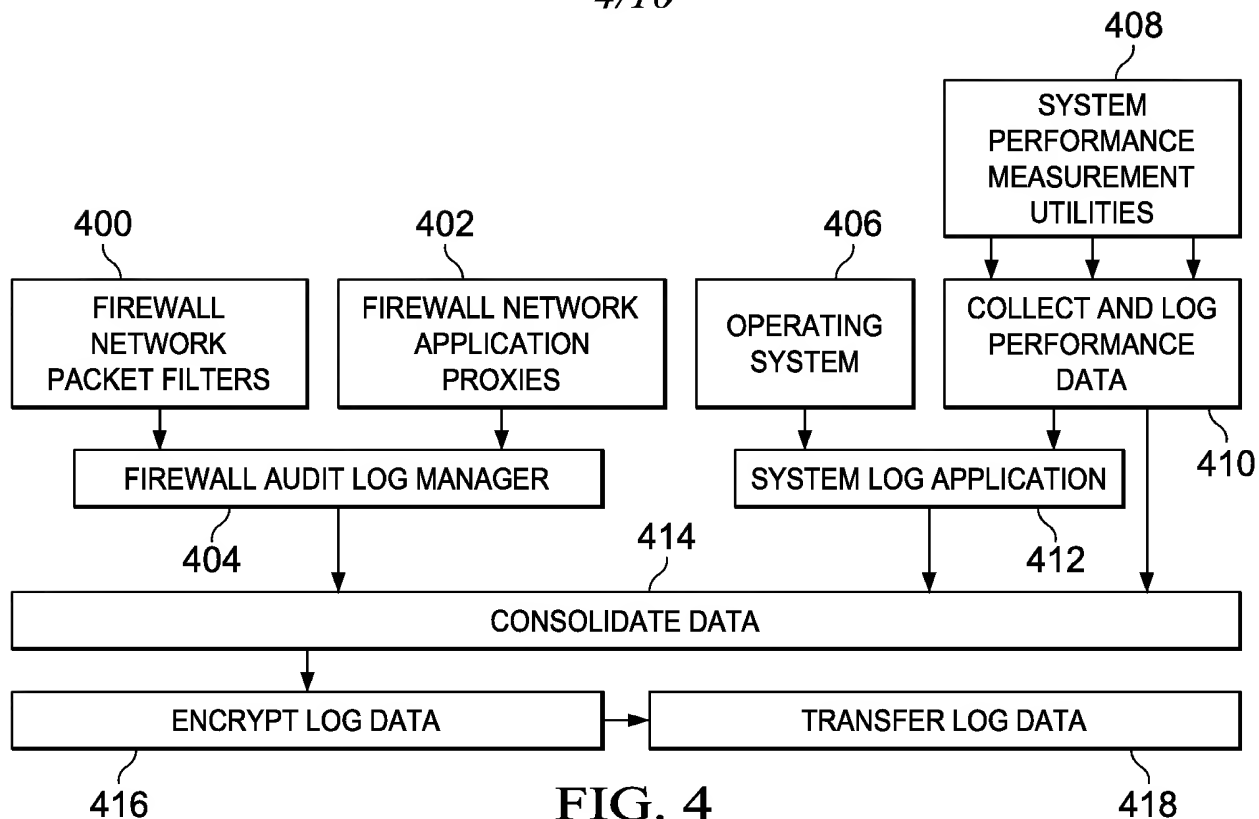 4/10
408
SYSTEM
PERFORMANCE
MEASUREMENT
UTILITIES
400
402
406
FIREWALL
NETWORK
PACKET FILTERS
FIREWALL NETWORK
APPLICATION
PROXIES
OPERATING
SYSTEM
COLLECT AND LOG
PERFORMANCE
DATA
410
FIREWALL AUDIT LOG MANAGER
SYSTEM LOG APPLICATION
404
414
412
CONSOLIDATE DATA
ENCRYPT LOG DATA
TRANSFER LOG DATA
416
FIG. 4
418